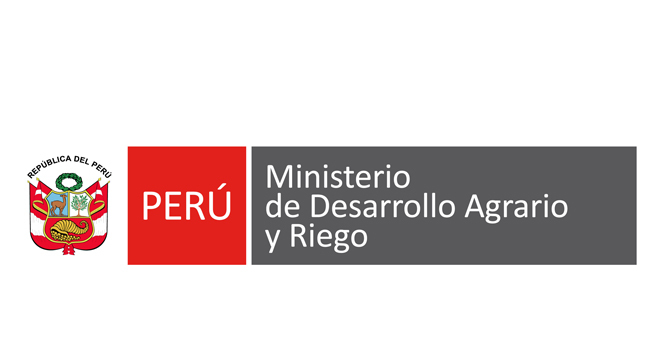 REPÚBLICA DEL PERÚ
PERÚ
Ministerio
de Desarrollo Agrario
y Riego